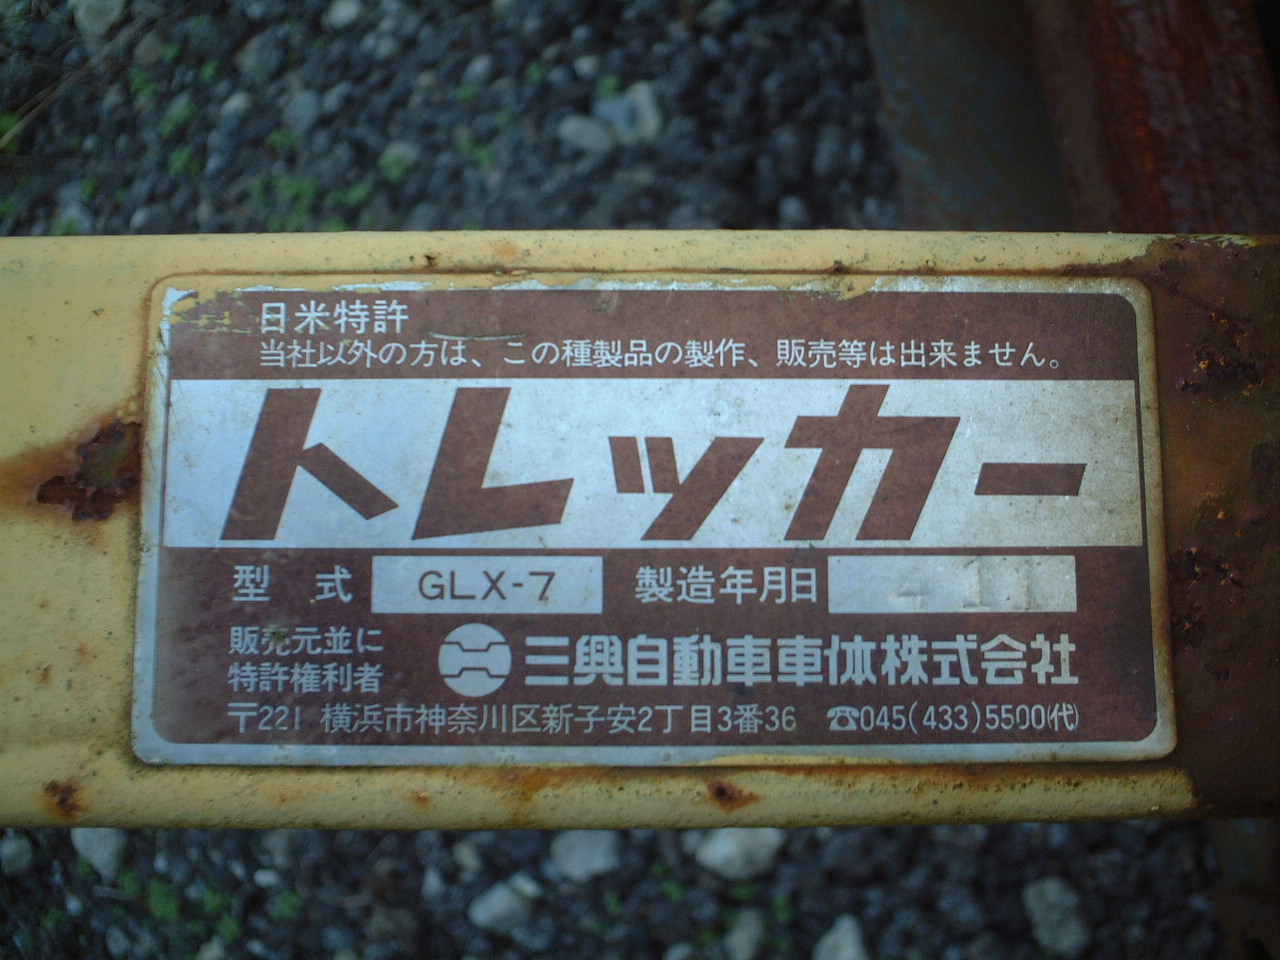 日米特許
当社以外の方は、この種製品の製作、販売等は出来ません。
トレッカー
型 式 GLX-7 製造年月日 4 11
販売元並に
特許権利者
三興自動車車体株式会社
〒221 横浜市神奈川区新子安2丁目3番36 ☎045(433)5500(代)